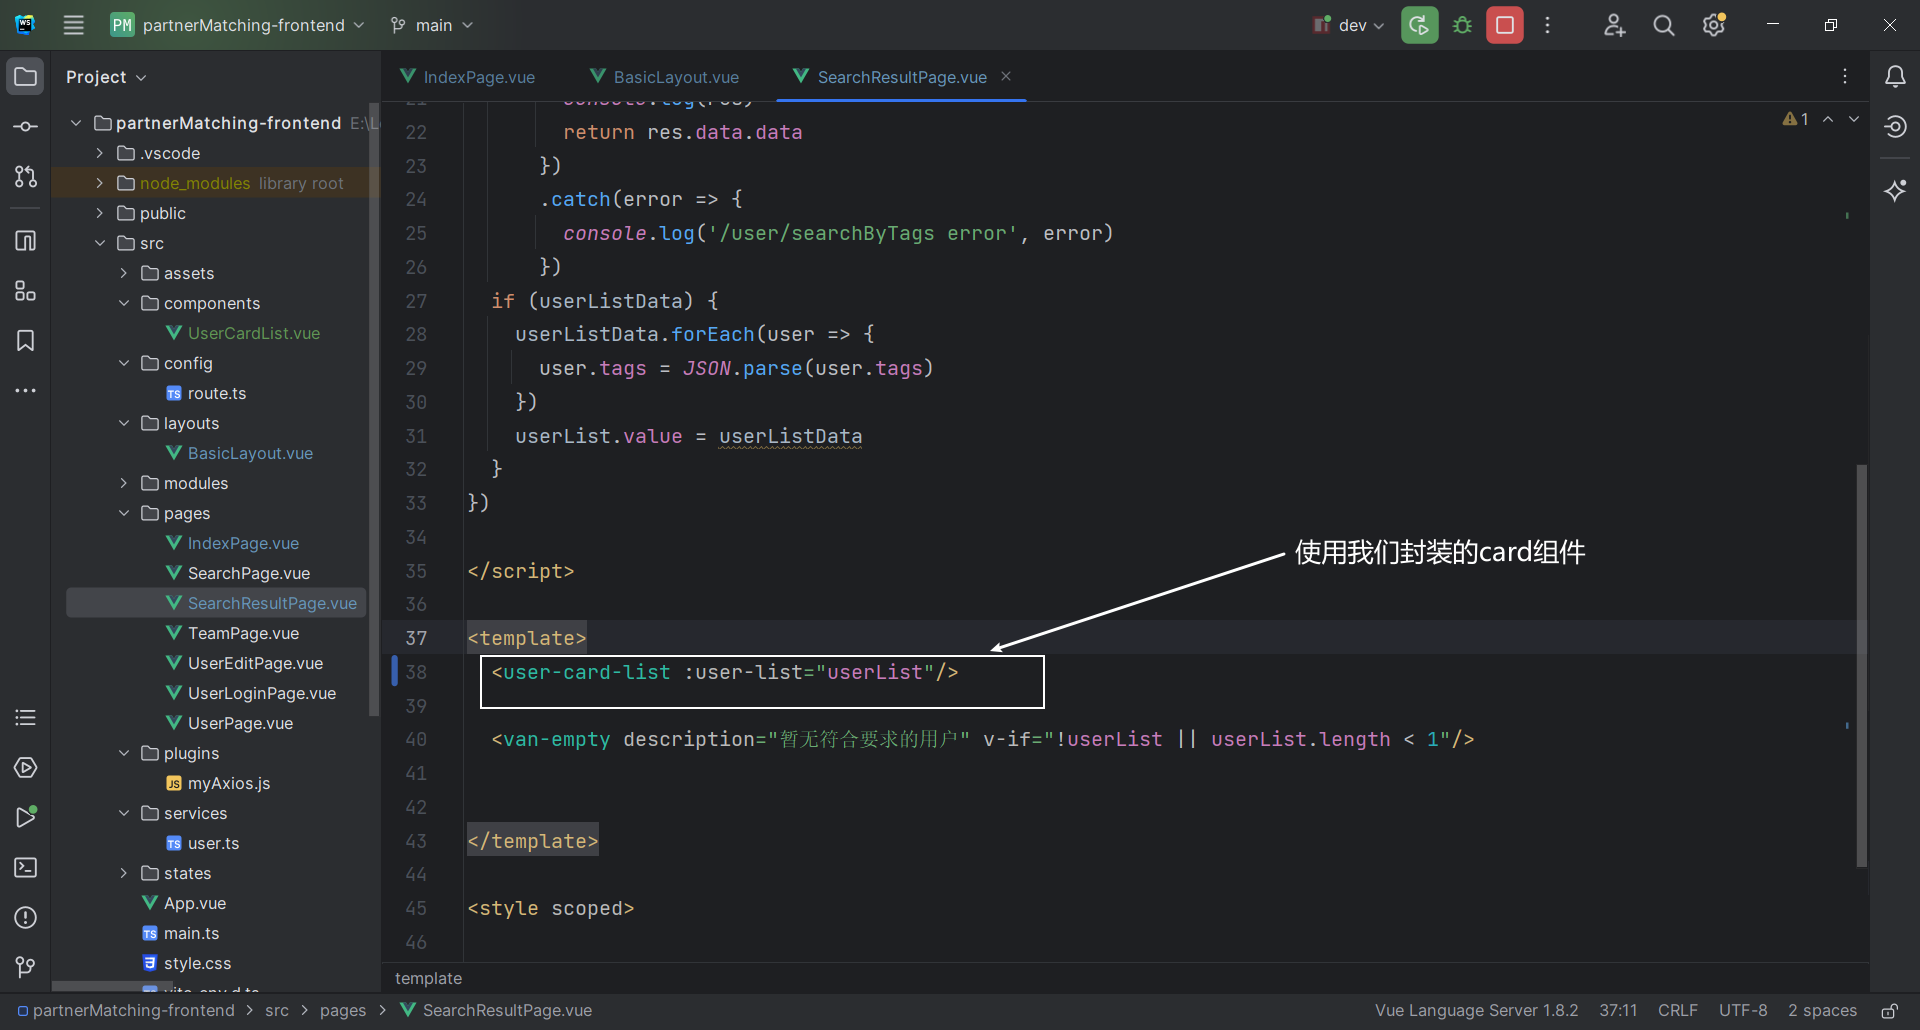 PM partnerMatching-frontend main dev
Project
IndexPage.vue BasicLayout.vue SearchResultPage.vue
partnerMatching-frontend E:\L
.vscode
node_modules library root
public
src
assets
components
UserCardList.vue
config
route.ts
layouts
BasicLayout.vue
modules
pages
IndexPage.vue
SearchPage.vue
SearchResultPage.vue
TeamPage.vue
UserEditPage.vue
UserLoginPage.vue
UserPage.vue
plugins
myAxios.js
services
user.ts
states
App.vue
main.ts
style.css
vite-env.d.ts
1
21 console.log(res)
22 return res.data.data
23 })
24 .catch(error => {
25 console.log('/user/searchByTags error', error)
26 })
27 if (userListData) {
28 userListData.forEach(user => {
29 user.tags = JSON.parse(user.tags)
30 })
31 userList.value = userListData
32 }
33 })
34
35 </script>
36
37 <template>
38 <user-card-list :user-list="userList"/>
39
40 <van-empty description="暂无符合要求的用户" v-if="!userList || userList.length < 1"/>
41
42
43 </template>
44
45 <style scoped>
46
使用我们封装的card组件
template
partnerMatching-frontend > src > pages > SearchResultPage.vue
Vue Language Server 1.8.2 37:11 CRLF UTF-8 2 spaces